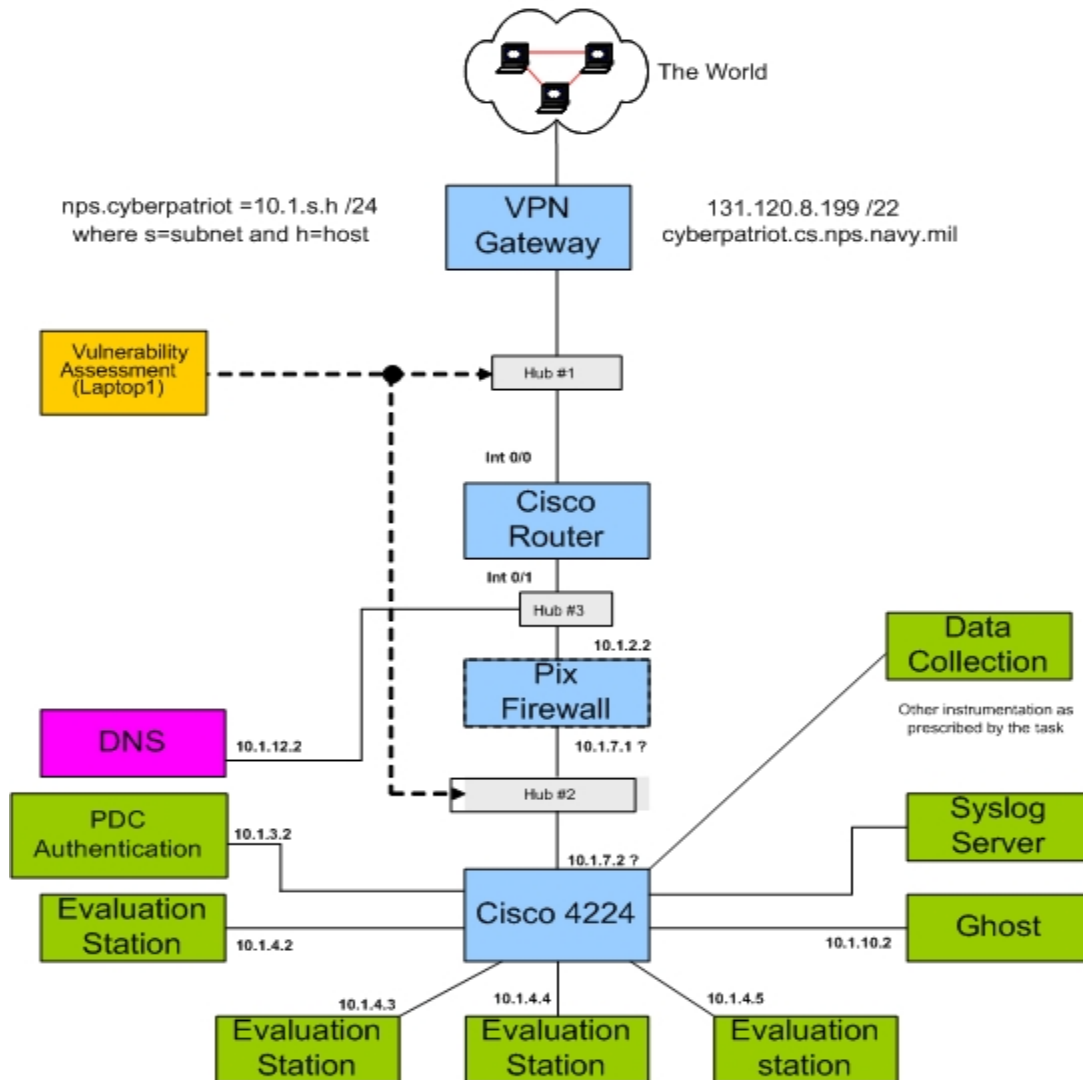 The World
nps.cyberpatriot =10.1.s.h /24
where s=subnet and h=host
VPN
Gateway
131.120.8.199 /22
cyberpatriot.cs.nps.navy.mil
Vulnerability
Assessment
(Laptop1)
Hub #1
Int 0/0
Cisco
Router
Int 0/1
Hub #3
10.1.2.2
Data
Collection
Pix
Firewall
Other instrumentation as
prescribed by the task
DNS
10.1.12.2
10.1.7.1 ?
Hub #2
PDC
Authentication
10.1.3.2
Syslog
Server
10.1.7.2 ?
Cisco 4224
Evaluation
Station
10.1.4.2
Ghost
10.1.10.2
10.1.4.3
10.1.4.4
10.1.4.5
Evaluation
Station
Evaluation
Station
Evaluation
station